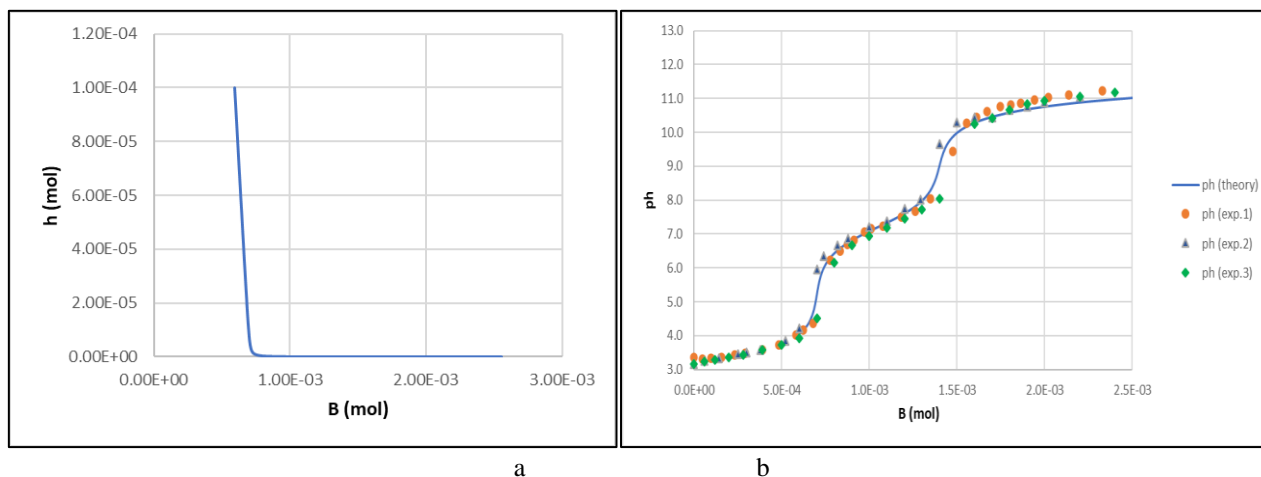 1.20E-04
1.00E-04
8.00E-05
6.00E-05
4.00E-05
2.00E-05
0.00E+00
h (mol)
0.00E+00 1.00E-03 2.00E-03 3.00E-03
B (mol)
13.0
12.0
11.0
10.0
9.0
8.0
7.0
6.0
5.0
4.0
3.0
ph
0.E+00 5.E-04 1.E-03 1.5E-03 2.E-03 2.5E-03
B (mol)
ph (theory)
ph (exp.1)
ph (exp.2)
ph (exp.3)
a b